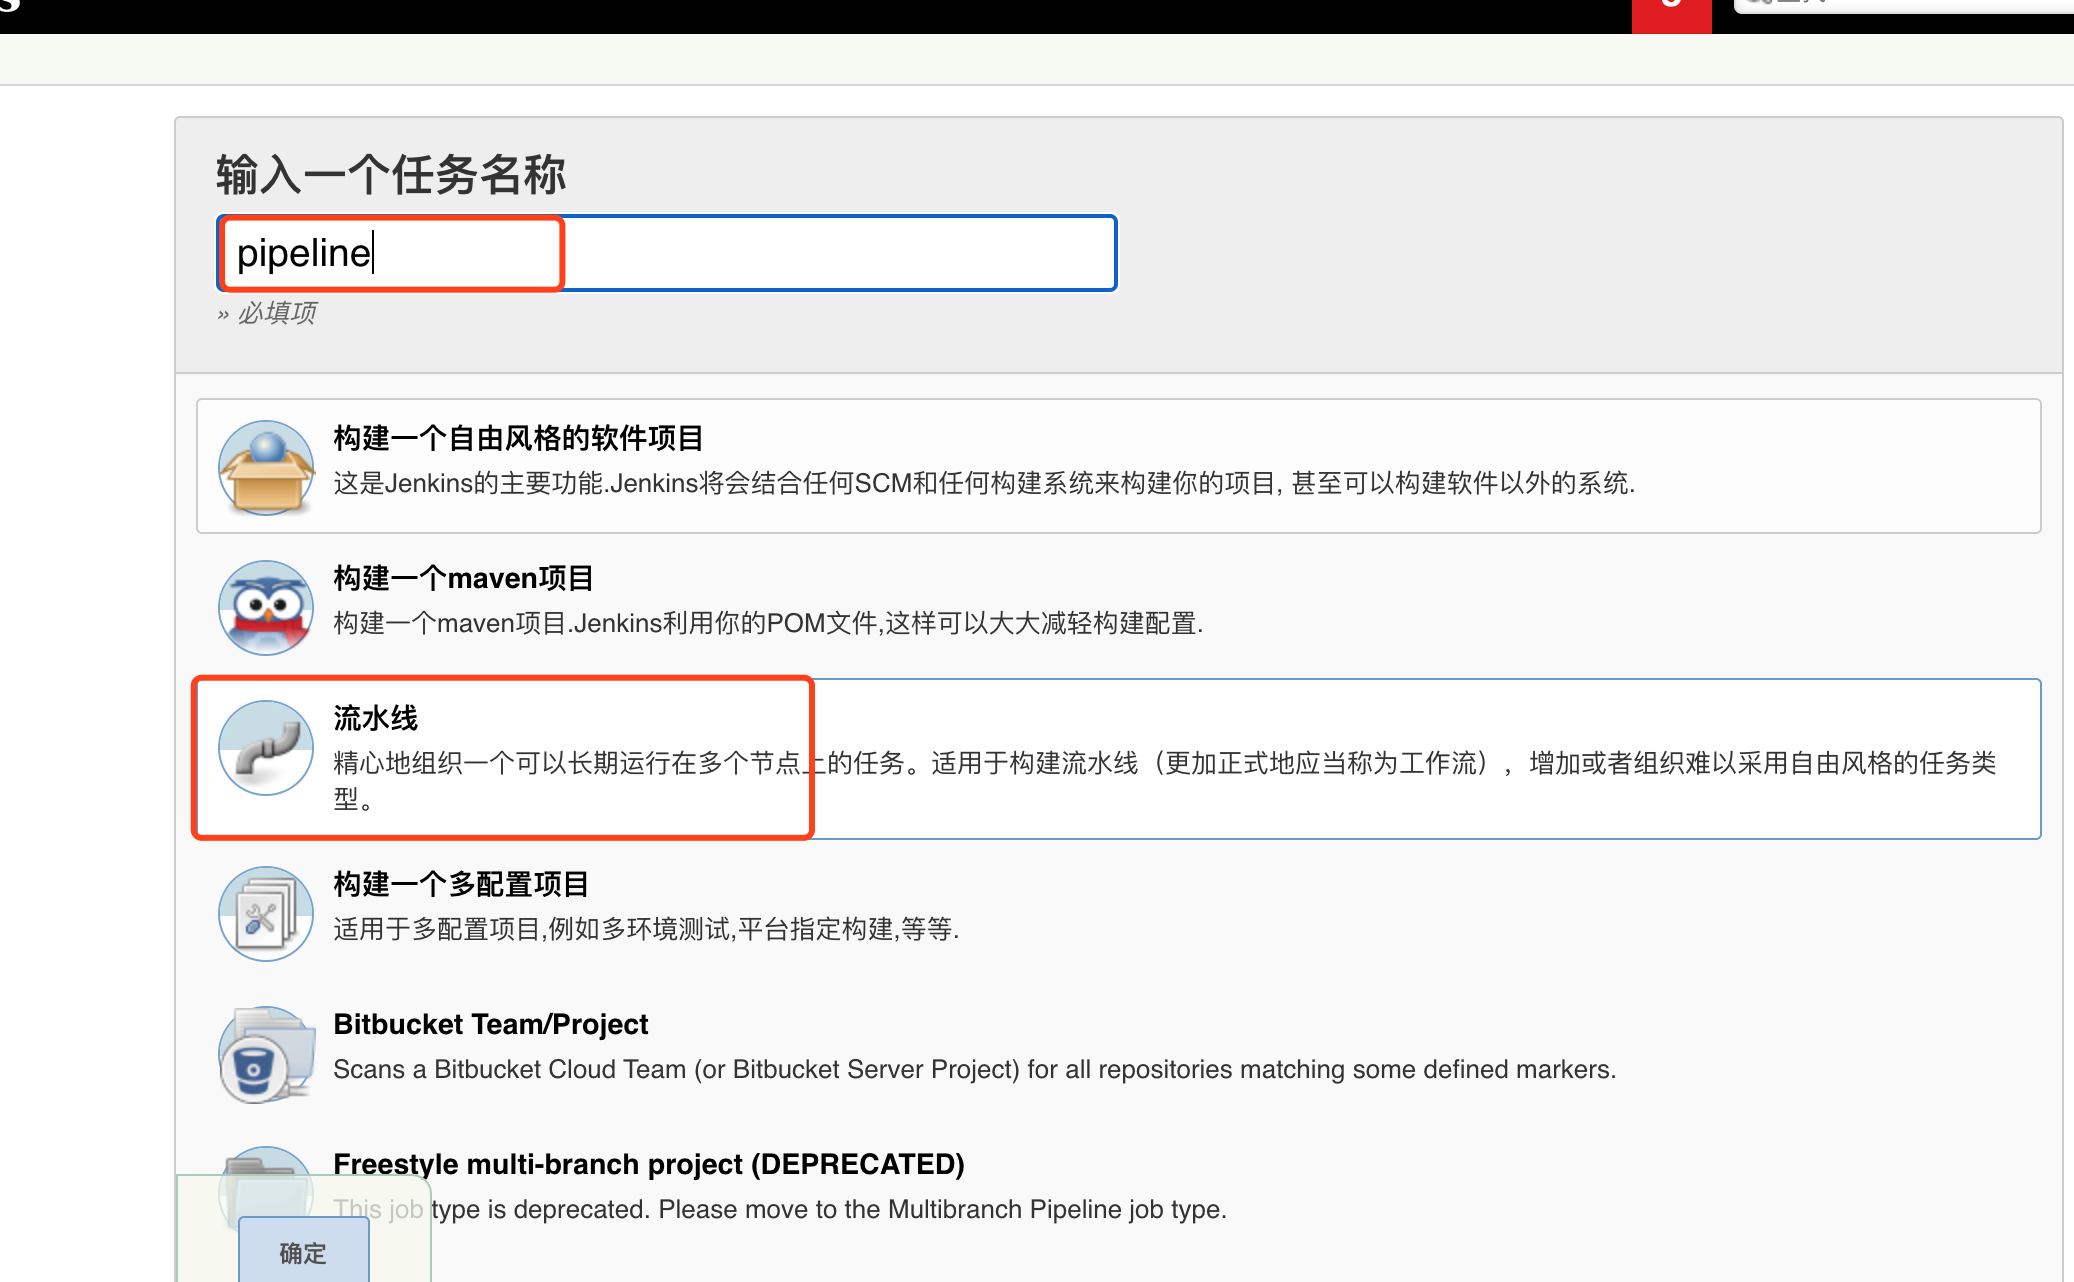 输入一个任务名称
pipeline
» 必填项
构建一个自由风格的软件项目
这是Jenkins的主要功能.Jenkins将会结合任何SCM和任何构建系统来构建你的项目, 甚至可以构建软件以外的系统.
构建一个maven项目
构建一个maven项目.Jenkins利用你的POM文件,这样可以大大减轻构建配置.
流水线
精心地组织一个可以长期运行在多个节点上的任务。适用于构建流水线（更加正式地应当称为工作流），增加或者组织难以采用自由风格的任务类
型。
构建一个多配置项目
适用于多配置项目,例如多环境测试,平台指定构建,等等.
Bitbucket Team/Project
Scans a Bitbucket Cloud Team (or Bitbucket Server Project) for all repositories matching some defined markers.
Freestyle multi-branch project (DEPRECATED)
This job type is deprecated. Please move to the Multibranch Pipeline job type.
确定